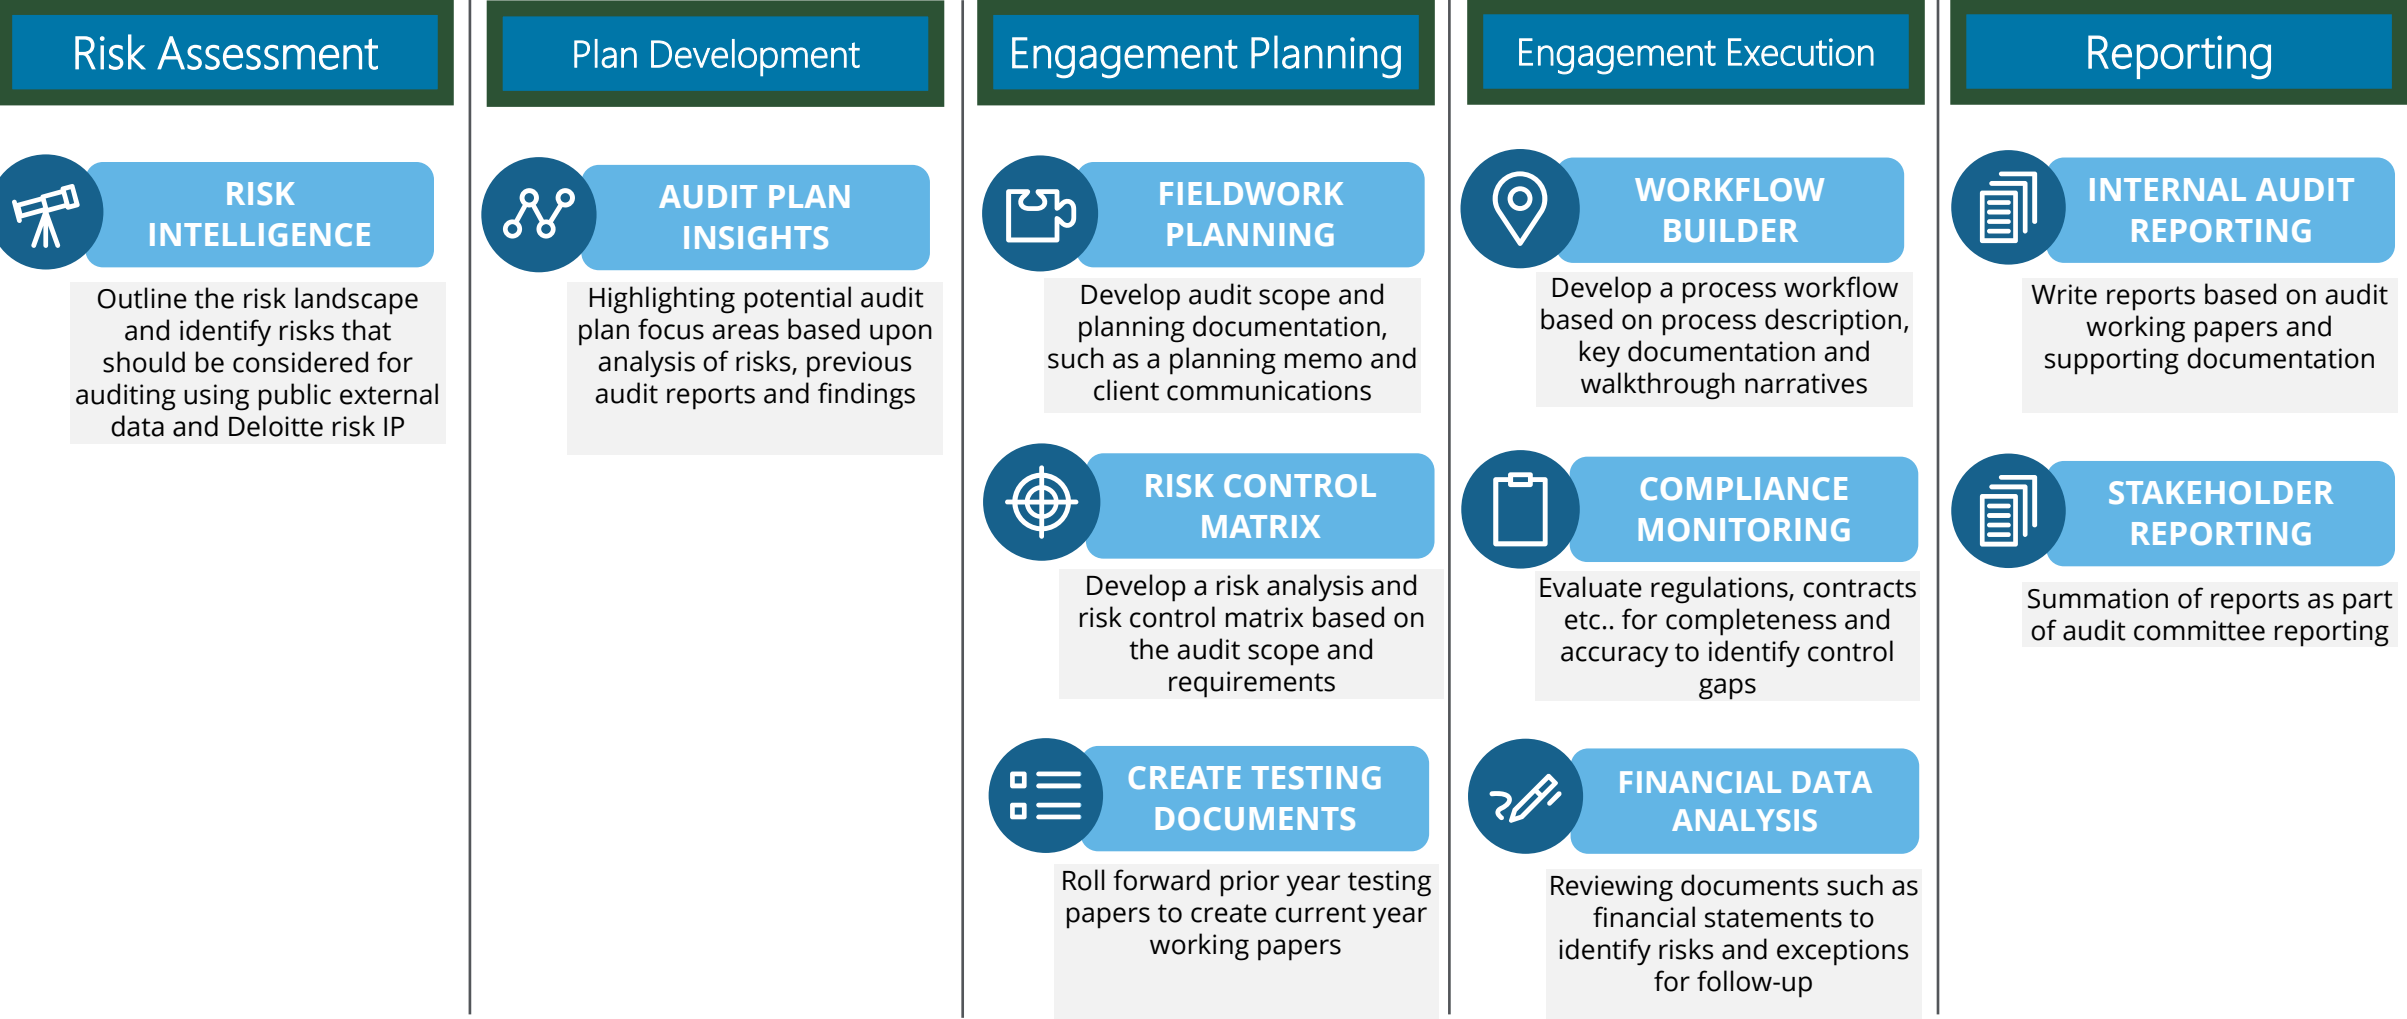 Risk Assessment
RISK
INTELLIGENCE
Outline the risk landscape
and identify risks that
should be considered for
auditing using public external
data and Deloitte risk IP
Plan Development
AUDIT PLAN
INSIGHTS
Highlighting potential audit
plan focus areas based upon
analysis of risks, previous
audit reports and findings
Engagement Planning
FIELDWORK
PLANNING
Develop audit scope and
planning documentation,
such as a planning memo and
client communications
RISK CONTROL
MATRIX
Develop a risk analysis and
risk control matrix based on
the audit scope and
requirements
CREATE TESTING
DOCUMENTS
Roll forward prior year testing
papers to create current year
working papers
Engagement Execution
WORKFLOW
BUILDER
Develop a process workflow
based on process description,
key documentation and
walkthrough narratives
COMPLIANCE
MONITORING
Evaluate regulations, contracts
etc.. for completeness and
accuracy to identify control
gaps
FINANCIAL DATA
ANALYSIS
Reviewing documents such as
financial statements to
identify risks and exceptions
for follow-up
Reporting
INTERNAL AUDIT
REPORTING
Write reports based on audit
working papers and
supporting documentation
STAKEHOLDER
REPORTING
Summation of reports as part
of audit committee reporting